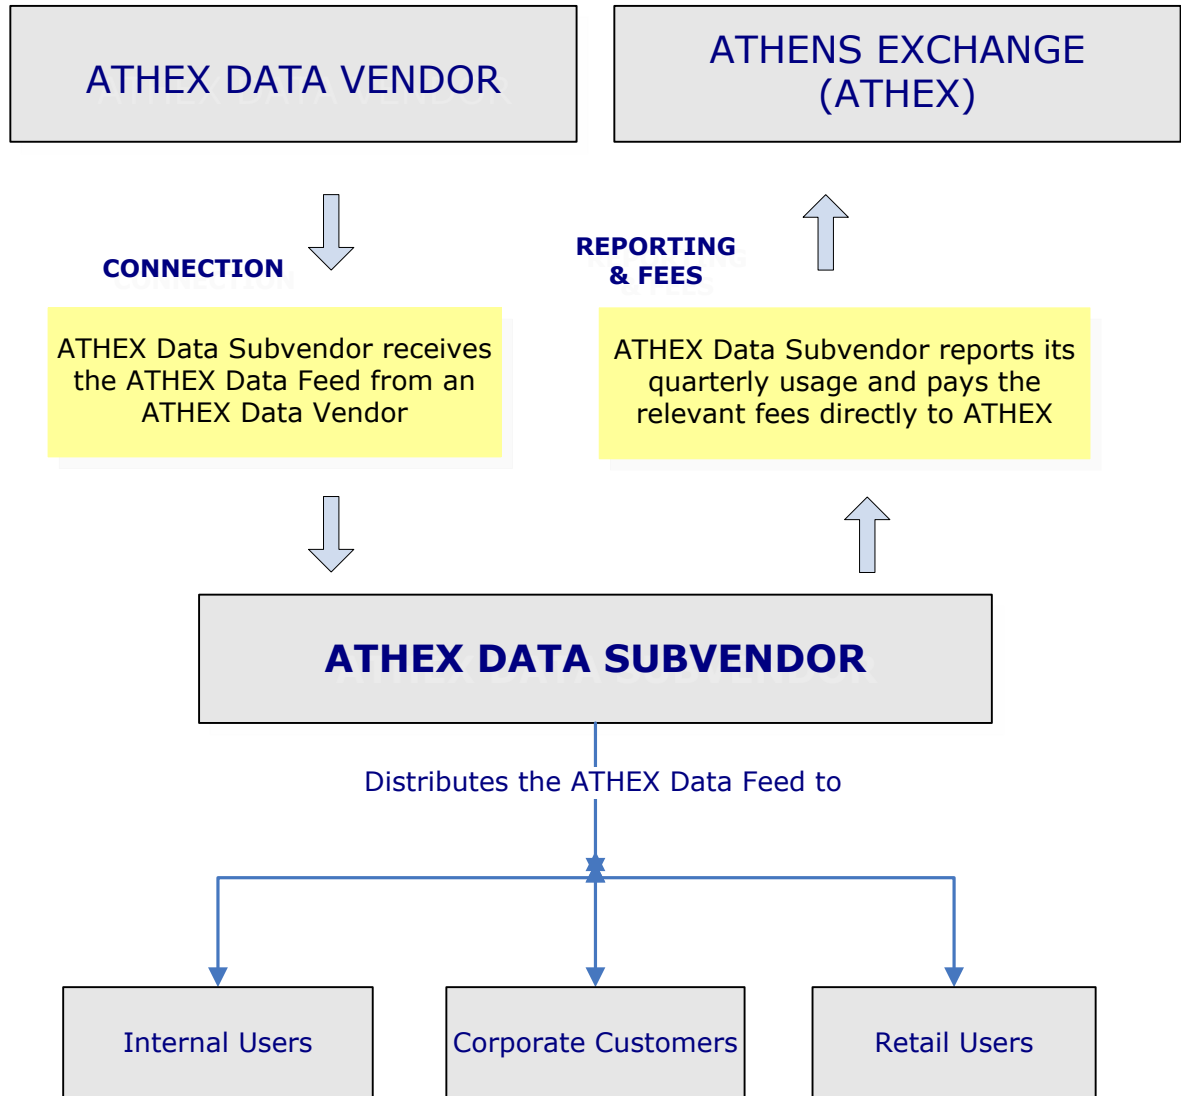 ATHEX DATA VENDOR
ATHENS EXCHANGE
(ATHEX)
CONNECTION
REPORTING
& FEES
ATHEX Data Subvendor receives
the ATHEX Data Feed from an
ATHEX Data Vendor
ATHEX Data Subvendor reports its
quarterly usage and pays the
relevant fees directly to ATHEX
ATHEX DATA SUBVENDOR
Distributes the ATHEX Data Feed to
Internal Users
Corporate Customers
Retail Users